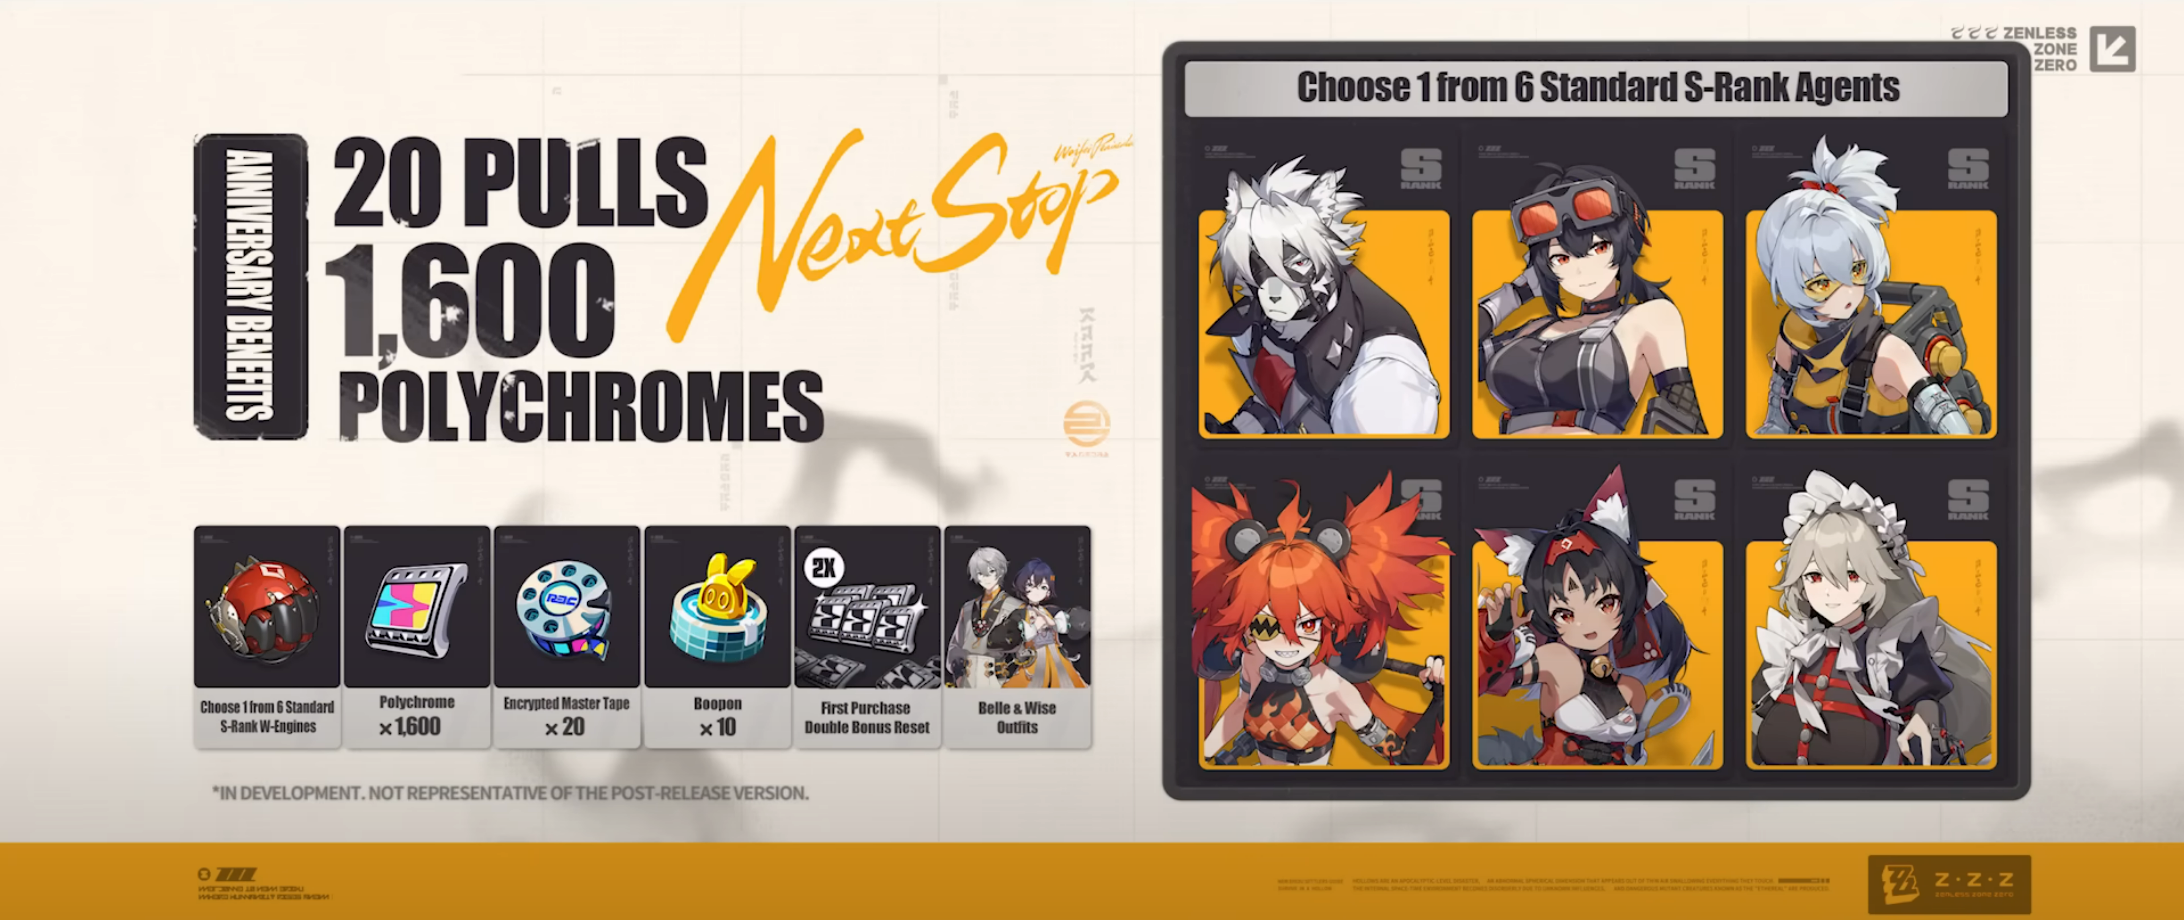 ZENLESS
ZONE
ZERO
ANNIVERSARY BENEFITS
20 PULLS
1,600
POLYCHROMES
Next Stop
Choose 1 from 6 Standard S-Rank Agents
S
RANK
S
RANK
S
RANK
S
RANK
S
RANK
S
RANK
2X
Choose 1 from 6 Standard
S-Rank W-Engines
Polychrome
×1,600
Encrypted Master Tape
×20
Boopon
×10
First Purchase
Double Bonus Reset
Belle & Wise
Outfits
*IN DEVELOPMENT. NOT REPRESENTATIVE OF THE POST-RELEASE VERSION.
Z·Z·Z
ZENLESS ZONE ZERO